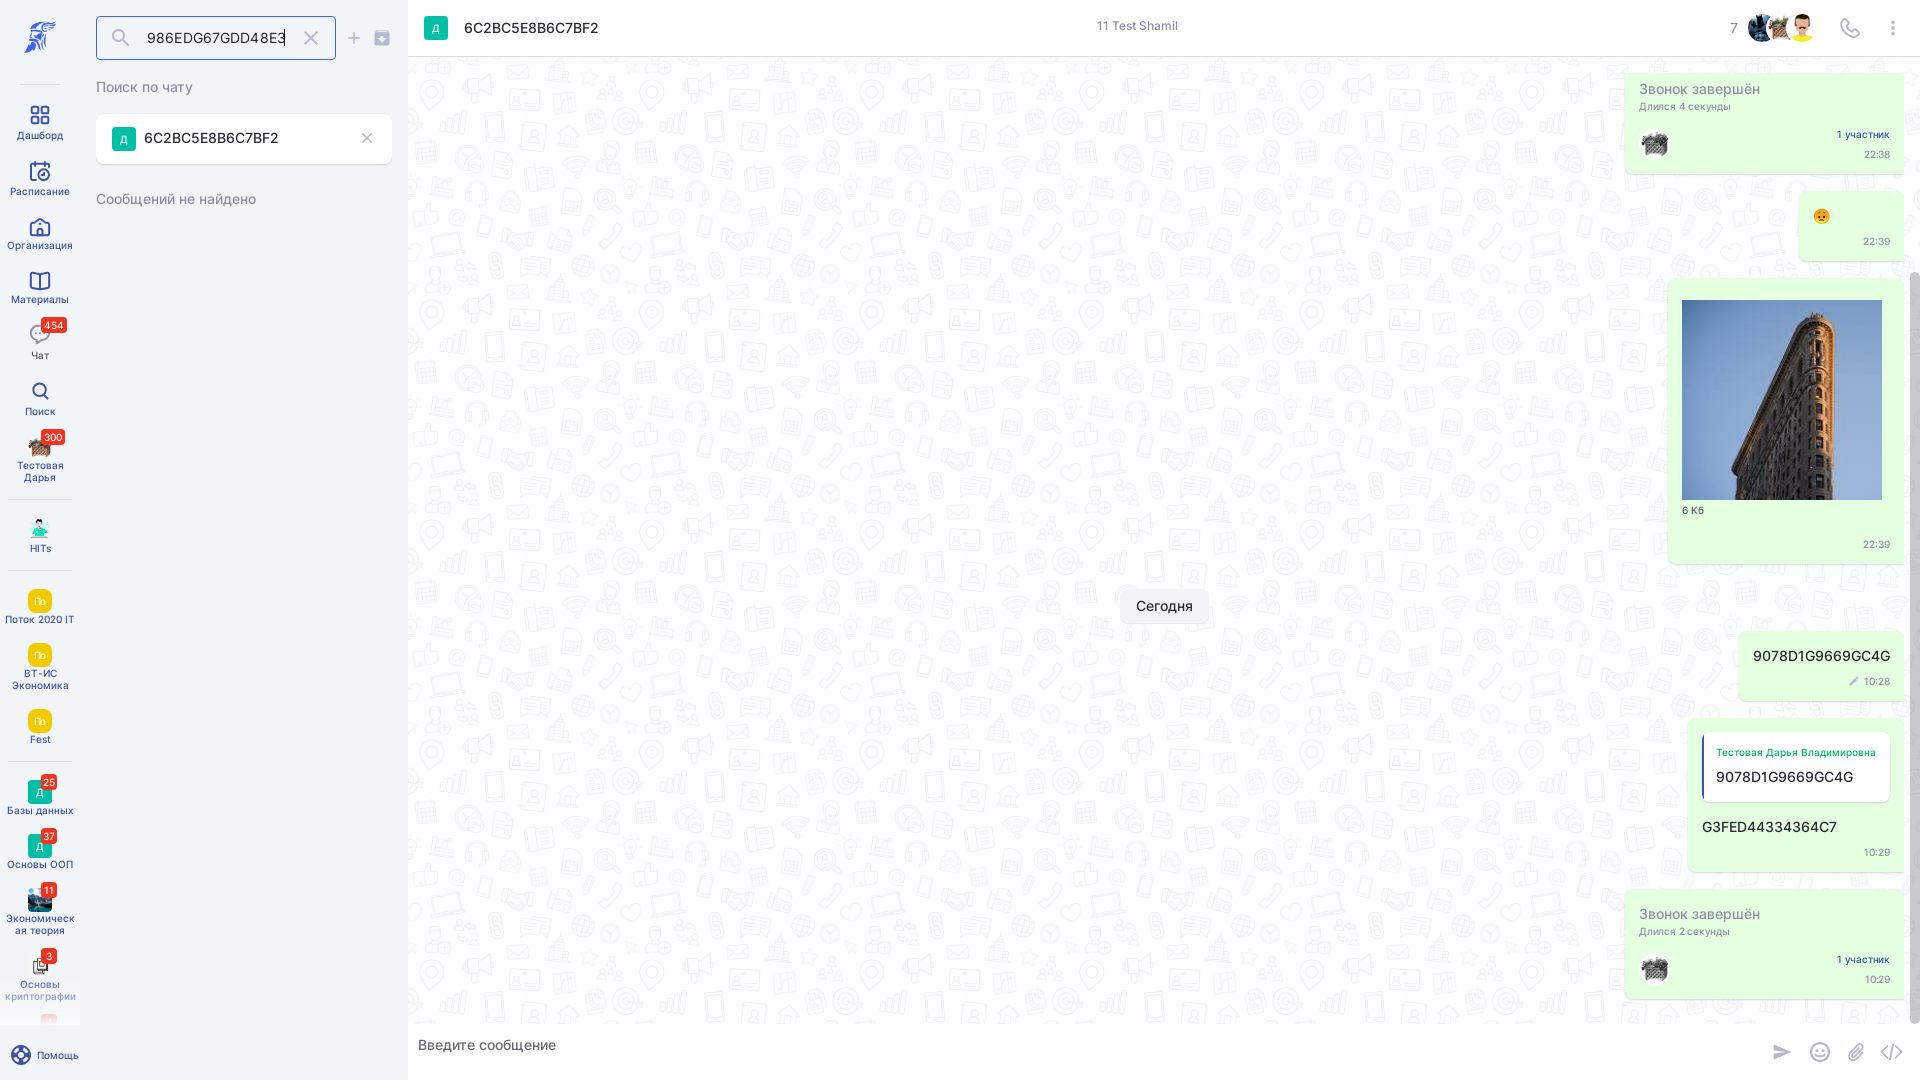 986EDG67GDD48E3
Поиск по чату
6C2BC5E8B6C7BF2
Сообщений не найдено
Дашборд
Расписание
Организация
Материалы
454
Чат
Поиск
300
Тестовая
Дарья
HITs
По
Поток 2020 IT
По
ВТ-ИС
Экономика
По
Fest
25
Д
Базы данных
37
Д
Основы ООП
11
Экономическ
ая теория
3
Основы
криптографии
Помощь
Д
6C2BC5E8B6C7BF2
11 Test Shamil
7
Звонок завершён
Длился 4 секунды
1 участник
22:38
22:39
6 Кб
22:39
Сегодня
9078D1G9669GC4G
10:28
Тестовая Дарья Владимировна
9078D1G9669GC4G
G3FED44334364C7
10:29
Звонок завершён
Длился 2 секунды
1 участник
10:29
Введите сообщение